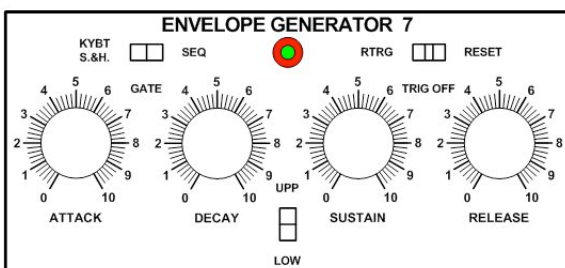 ENVELOPE GENERATOR 7
KYBT SEQ RTRG RESET
S.&H.
GATE TRIG OFF
0 1 2 3 4 5 6 7 8 9 10
0 1 2 3 4 5 6 7 8 9 10
0 1 2 3 4 5 6 7 8 9 10
0 1 2 3 4 5 6 7 8 9 10
ATTACK DECAY SUSTAIN RELEASE
UPP
LOW